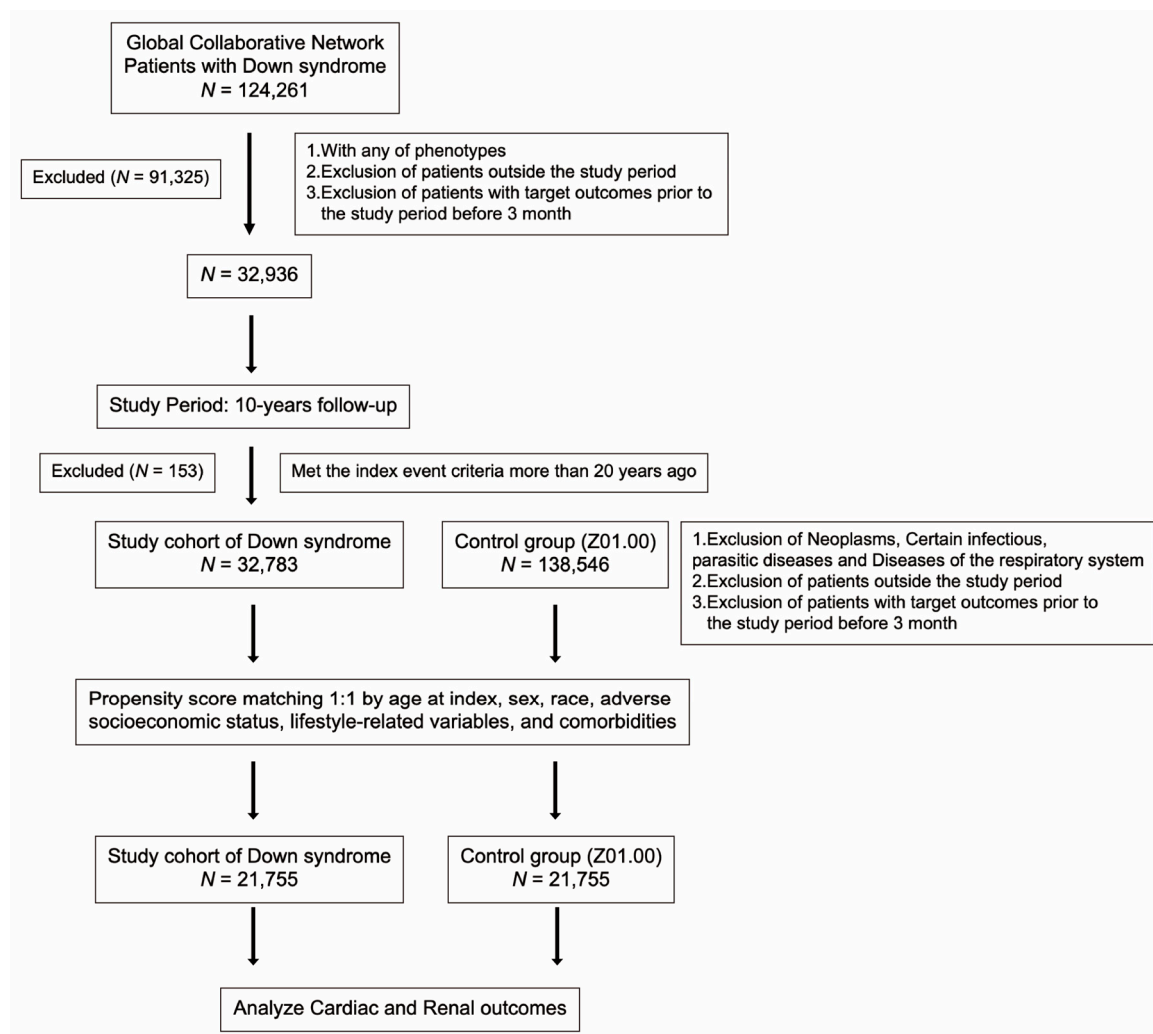 Global Collaborative Network
Patients with Down syndrome
N = 124,261
Excluded (N = 91,325)
1.With any of phenotypes
2.Exclusion of patients outside the study period
3.Exclusion of patients with target outcomes prior to
the study period before 3 month
N = 32,936
Study Period: 10-years follow-up
Excluded (N = 153)
Met the index event criteria more than 20 years ago
Study cohort of Down syndrome
N = 32,783
Control group (Z01.00)
N = 138,546
1.Exclusion of Neoplasms, Certain infectious,
parasitic diseases and Diseases of the respiratory system
2.Exclusion of patients outside the study period
3.Exclusion of patients with target outcomes prior to
the study period before 3 month
Propensity score matching 1:1 by age at index, sex, race, adverse
socioeconomic status, lifestyle-related variables, and comorbidities
Study cohort of Down syndrome
N = 21,755
Control group (Z01.00)
N = 21,755
Analyze Cardiac and Renal outcomes